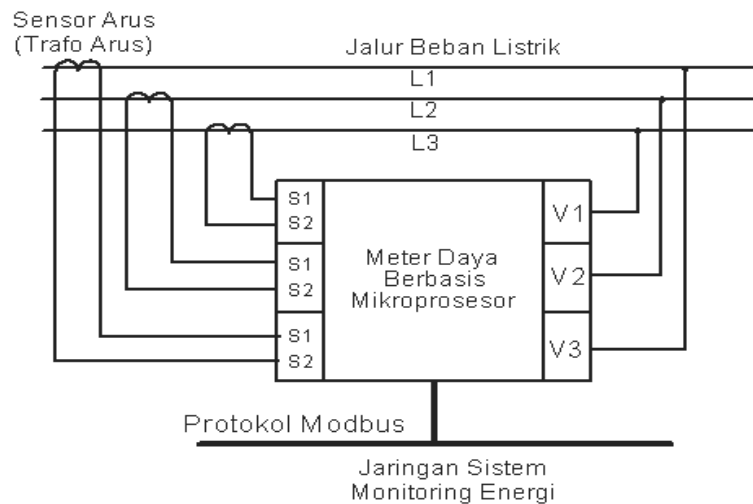 Sensor Arus
(Trafo Arus)
Jalur Beban Listrik
L1
L2
L3
S1
S2
S1
S2
S1
S2
Meter Daya
Berbasis
Mikroprosesor
V1
V2
V3
Protokol Modbus
Jaringan Sistem
Monitoring Energi